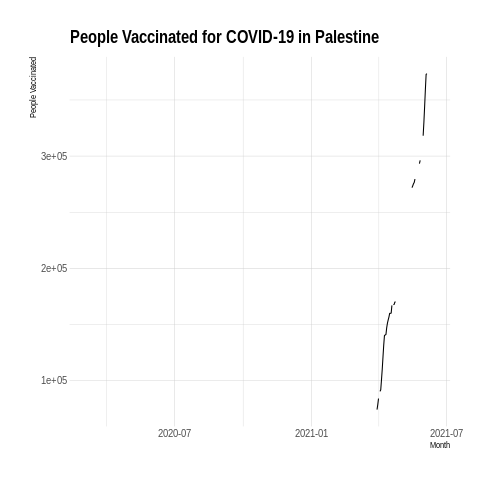 People Vaccinated for COVID-19 in Palestine
People Vaccinated
3e+05
2e+05
1e+05
2020-07
2021-01
2021-07
Month